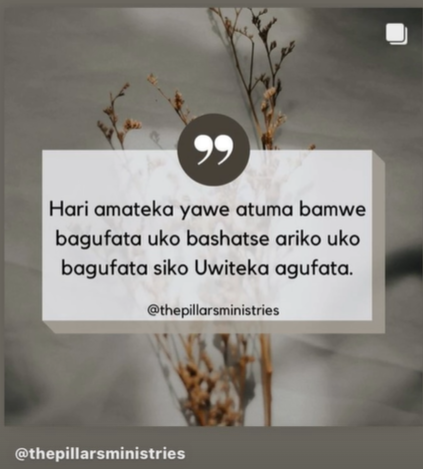 Hari amateka yawe atuma bamwe
bagufata uko bashatse ariko uko
bagufata siko Uwiteka agufata.
@thepillarsministries
@thepillarsministries